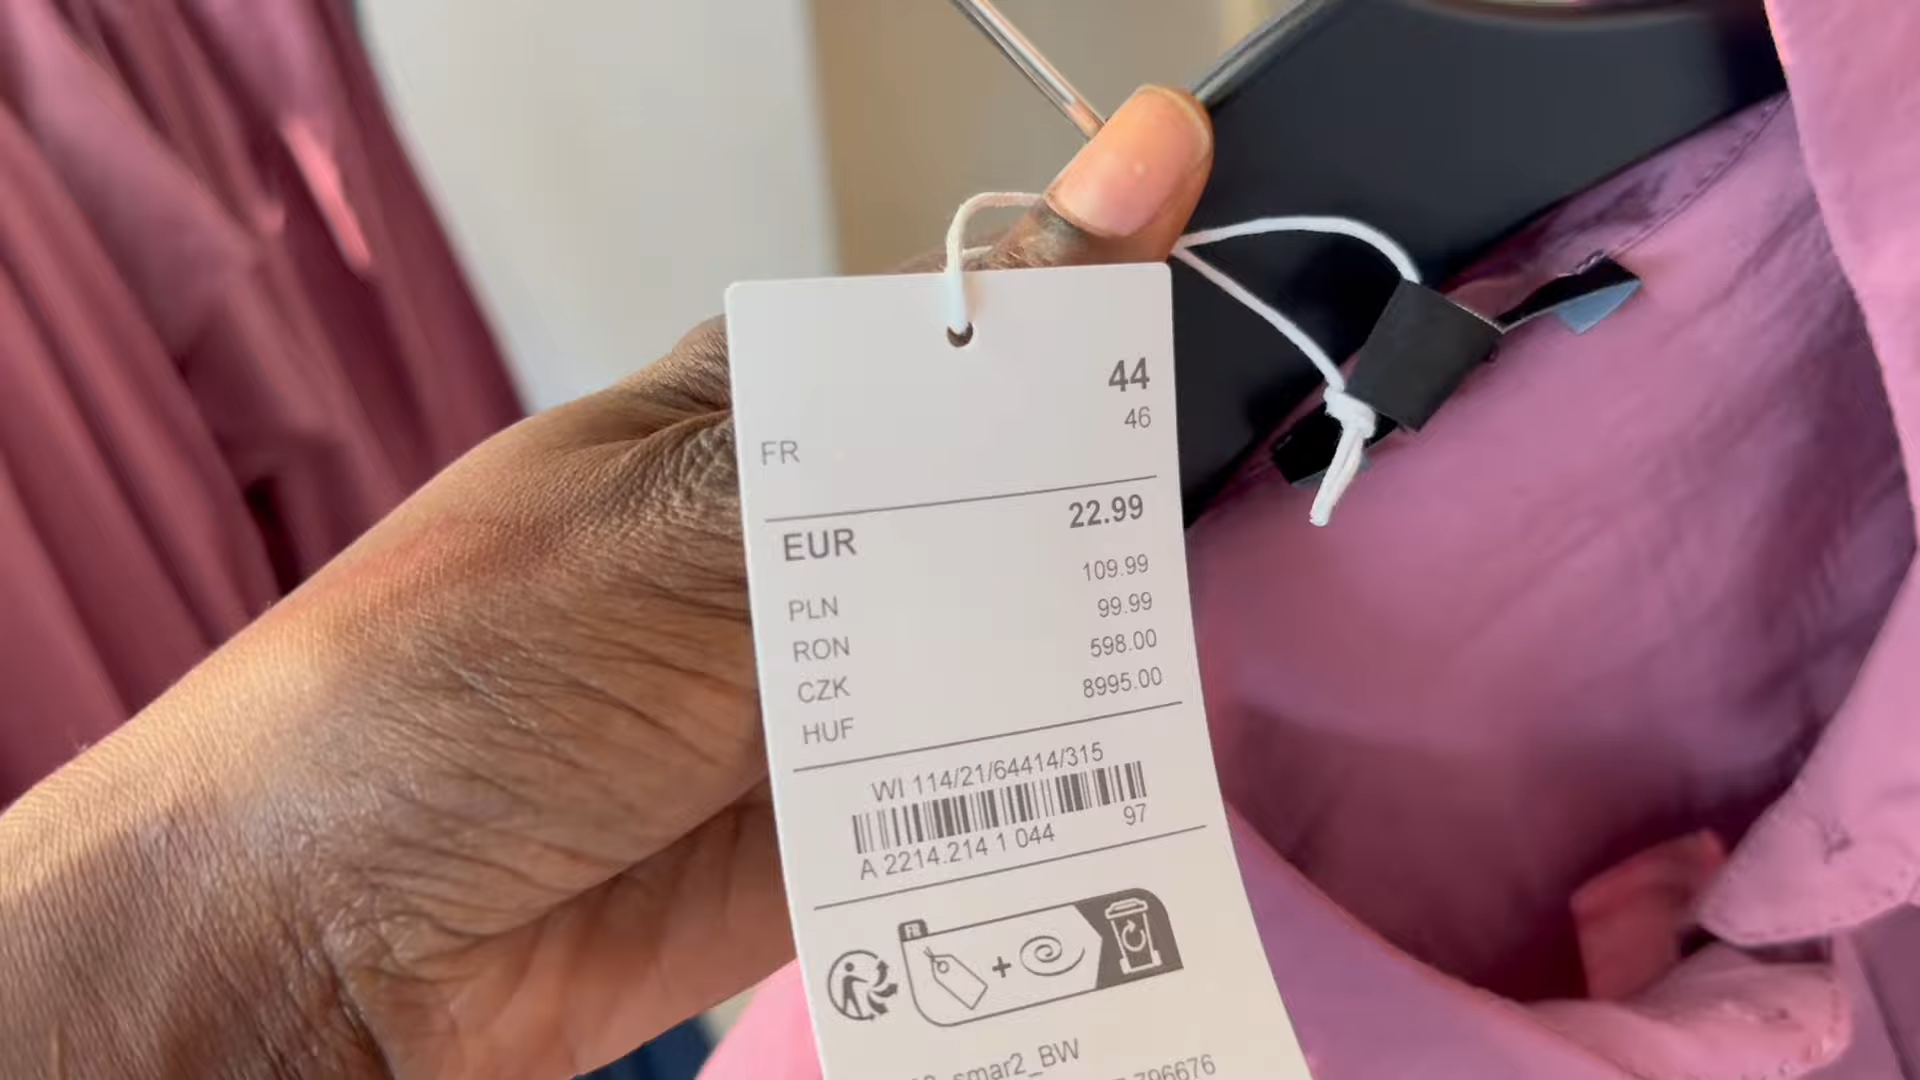 44
FR 46
EUR 22.99
PLN 109.99
RON 99.99
CZK 598.00
HUF 8995.00
WI 114/21/64414/315
A 2214.214 1 044 97
FR
+
smar2_BW
796676